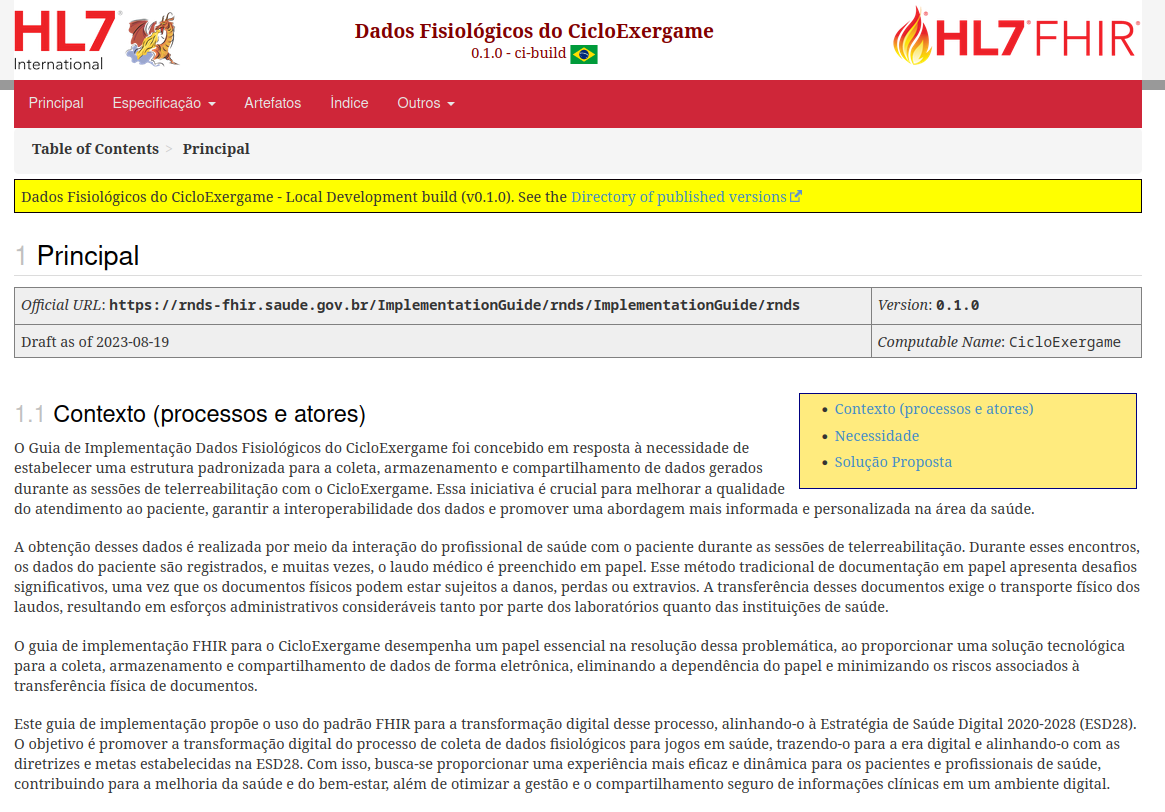 HL7®
International
Dados Fisiológicos do CicloExergame
0.1.0 - ci-build
HL7® FHIR®
Principal Especificação Artefatos Índice Outros
Table of Contents > Principal
Dados Fisiológicos do CicloExergame - Local Development build (v0.1.0). See the Directory of published versions
1 Principal
Official URL: https://rnds-fhir.saude.gov.br/ImplementationGuide/rnds/ImplementationGuide/rnds Version: 0.1.0
Draft as of 2023-08-19 Computable Name: CicloExergame
1.1 Contexto (processos e atores)
• Contexto (processos e atores)
• Necessidade
• Solução Proposta
O Guia de Implementação Dados Fisiológicos do CicloExergame foi concebido em resposta à necessidade de
estabelecer uma estrutura padronizada para a coleta, armazenamento e compartilhamento de dados gerados
durante as sessões de telerreabilitação com o CicloExergame. Essa iniciativa é crucial para melhorar a qualidade
do atendimento ao paciente, garantir a interoperabilidade dos dados e promover uma abordagem mais informada e personalizada na área da saúde.
A obtenção desses dados é realizada por meio da interação do profissional de saúde com o paciente durante as sessões de telerreabilitação. Durante esses encontros,
os dados do paciente são registrados, e muitas vezes, o laudo médico é preenchido em papel. Esse método tradicional de documentação em papel apresenta desafios
significativos, uma vez que os documentos físicos podem estar sujeitos a danos, perdas ou extravios. A transferência desses documentos exige o transporte físico dos
laudos, resultando em esforços administrativos consideráveis tanto por parte dos laboratórios quanto das instituições de saúde.
O guia de implementação FHIR para o CicloExergame desempenha um papel essencial na resolução dessa problemática, ao proporcionar uma solução tecnológica
para a coleta, armazenamento e compartilhamento de dados de forma eletrônica, eliminando a dependência do papel e minimizando os riscos associados à
transferência física de documentos.
Este guia de implementação propõe o uso do padrão FHIR para a transformação digital desse processo, alinhando-o à Estratégia de Saúde Digital 2020-2028 (ESD28).
O objetivo é promover a transformação digital do processo de coleta de dados fisiológicos para jogos em saúde, trazendo-o para a era digital e alinhando-o com as
diretrizes e metas estabelecidas na ESD28. Com isso, busca-se proporcionar uma experiência mais eficaz e dinâmica para os pacientes e profissionais de saúde,
contribuindo para a melhoria da saúde e do bem-estar, além de otimizar a gestão e o compartilhamento seguro de informações clínicas em um ambiente digital.